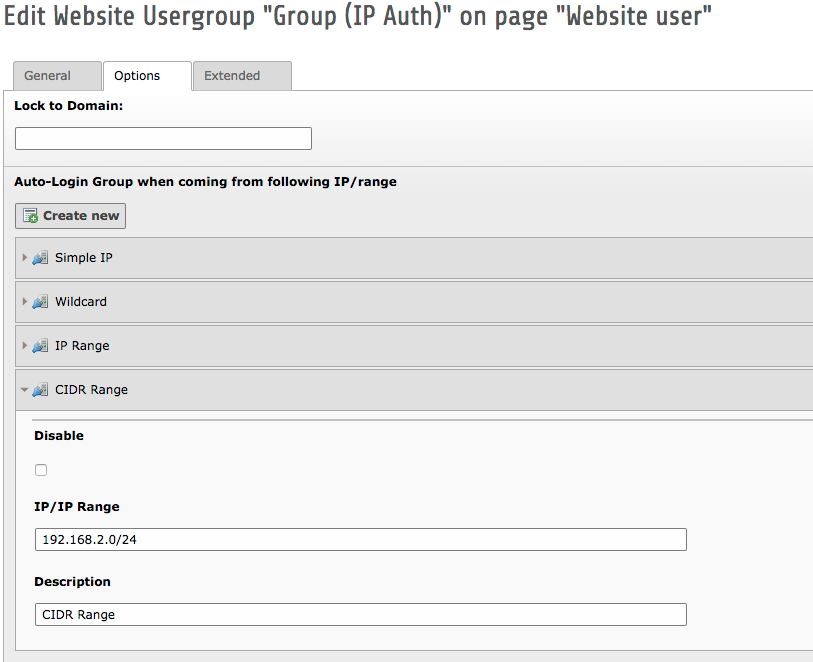 Edit Website Usergroup "Group (IP Auth)" on page "Website user"
General Options Extended
Lock to Domain:
Auto-Login Group when coming from following IP/range
Create new
Simple IP
Wildcard
IP Range
CIDR Range
Disable
IP/IP Range
192.168.2.0/24
Description
CIDR Range